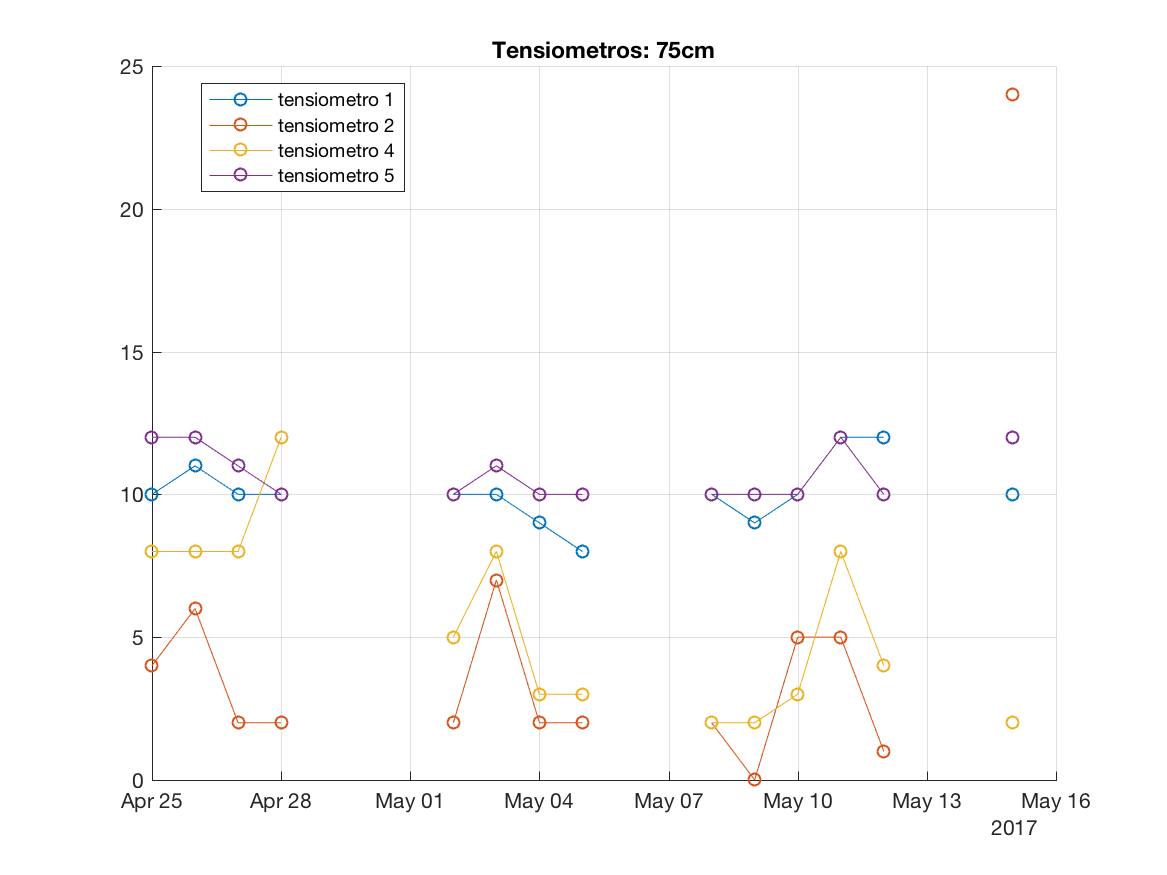 Tensiometros: 75cm
25
tensiometro 1
tensiometro 2
tensiometro 4
tensiometro 5
20
15
10
5
0
Apr 25 Apr 28 May 01 May 04 May 07 May 10 May 13 May 16
2017